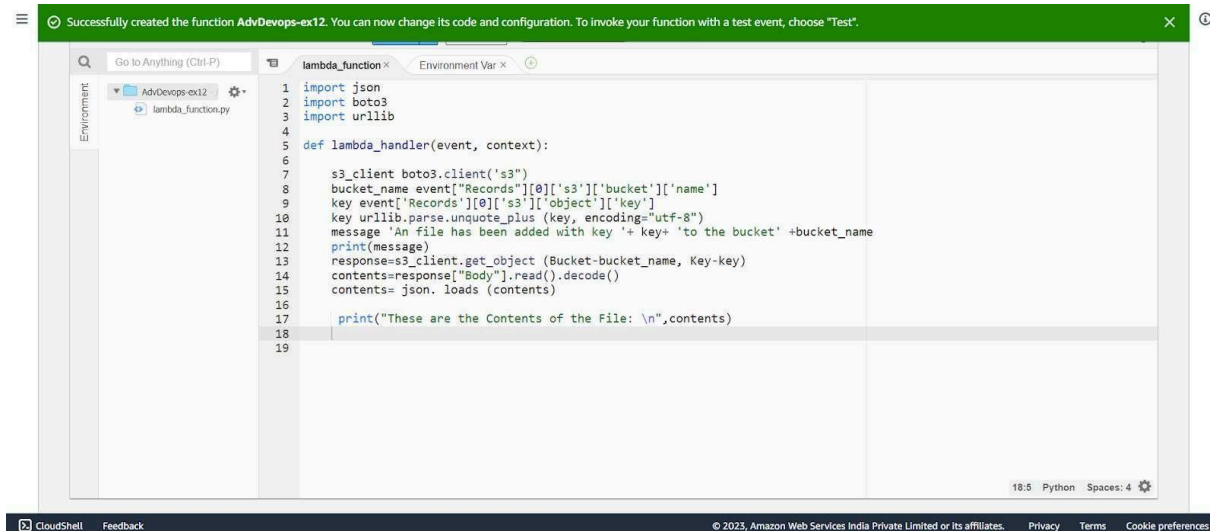 Successfully created the function AdvDevops-ex12. You can now change its code and configuration. To invoke your function with a test event, choose "Test".
Go to Anything (Ctrl-P)
lambda_function
Environment Var
Environment
AdvDevops-ex12
lambda_function.py
1 import json
2 import boto3
3 import urllib
4
5 def lambda_handler(event, context):
6
7 s3_client boto3.client('s3")
8 bucket_name event["Records"][0]['s3']['bucket']['name']
9 key event['Records'][0]['s3']['object']['key']
10 key urllib.parse.unquote_plus (key, encoding="utf-8")
11 message 'An file has been added with key '+ key+ 'to the bucket' +bucket_name
12 print(message)
13 response=s3_client.get_object (Bucket-bucket_name, Key-key)
14 contents=response["Body"].read().decode()
15 contents= json. loads (contents)
16
17 print("These are the Contents of the File: \n",contents)
18
19
18:5 Python Spaces: 4
CloudShell Feedback © 2023, Amazon Web Services India Private Limited or its affiliates. Privacy Terms Cookie preferences